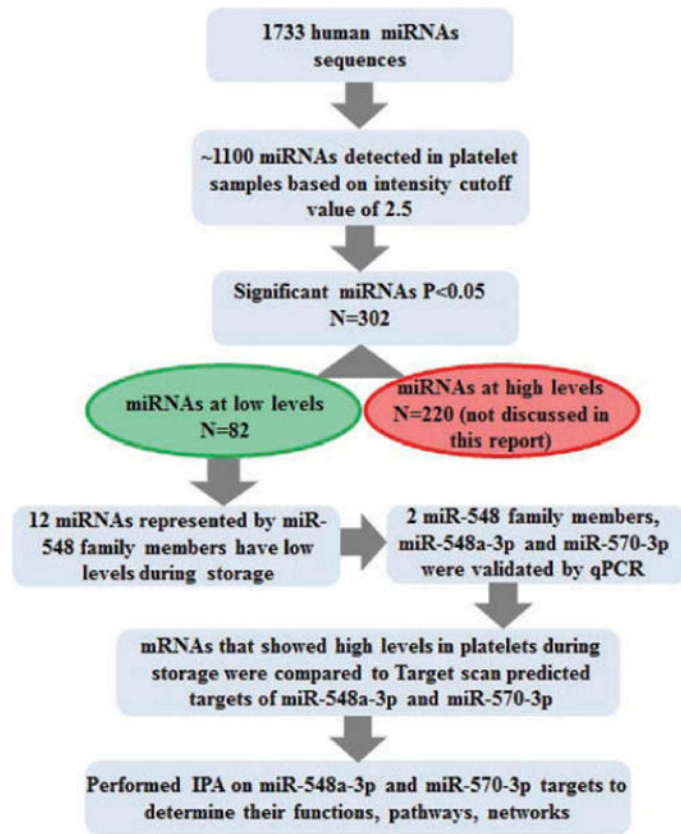 1733 human miRNAs
sequences
~1100 miRNAs detected in platelet
samples based on intensity cutoff
value of 2.5
Significant miRNAs P<0.05
N=302
miRNAs at low levels
N=82
miRNAs at high levels
N=220 (not discussed in
this report)
12 miRNAs represented by miR-
548 family members have low
levels during storage
2 miR-548 family members,
miR-548a-3p and miR-570-3p
were validated by qPCR
mRNAs that showed high levels in platelets during
storage were compared to Target scan predicted
targets of miR-548a-3p and miR-570-3p
Performed IPA on miR-548a-3p and miR-570-3p targets to
determine their functions, pathways, networks